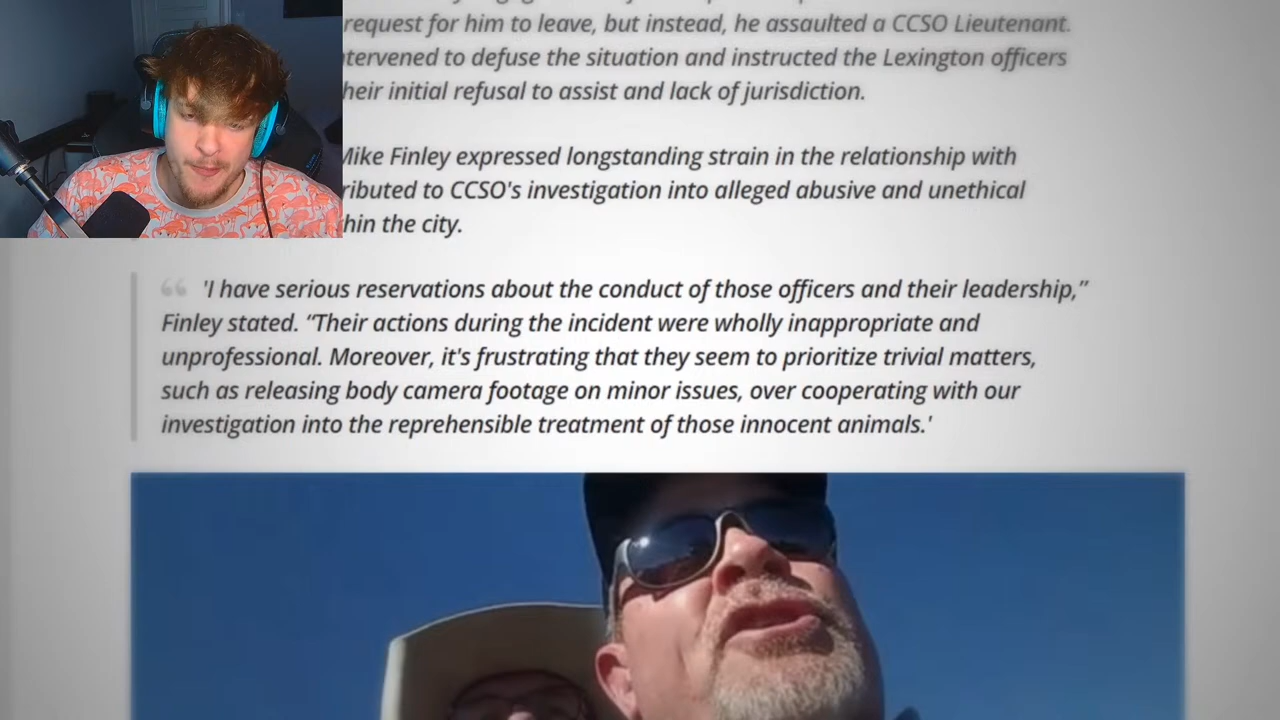 request for him to leave, but instead, he assaulted a CCSO Lieutenant.
ntervened to defuse the situation and instructed the Lexington officers
heir initial refusal to assist and lack of jurisdiction.
Mike Finley expressed longstanding strain in the relationship with
ributed to CCSO's investigation into alleged abusive and unethical
hin the city.
“ 'I have serious reservations about the conduct of those officers and their leadership,”
Finley stated. “Their actions during the incident were wholly inappropriate and
unprofessional. Moreover, it's frustrating that they seem to prioritize trivial matters,
such as releasing body camera footage on minor issues, over cooperating with our
investigation into the reprehensible treatment of those innocent animals.'